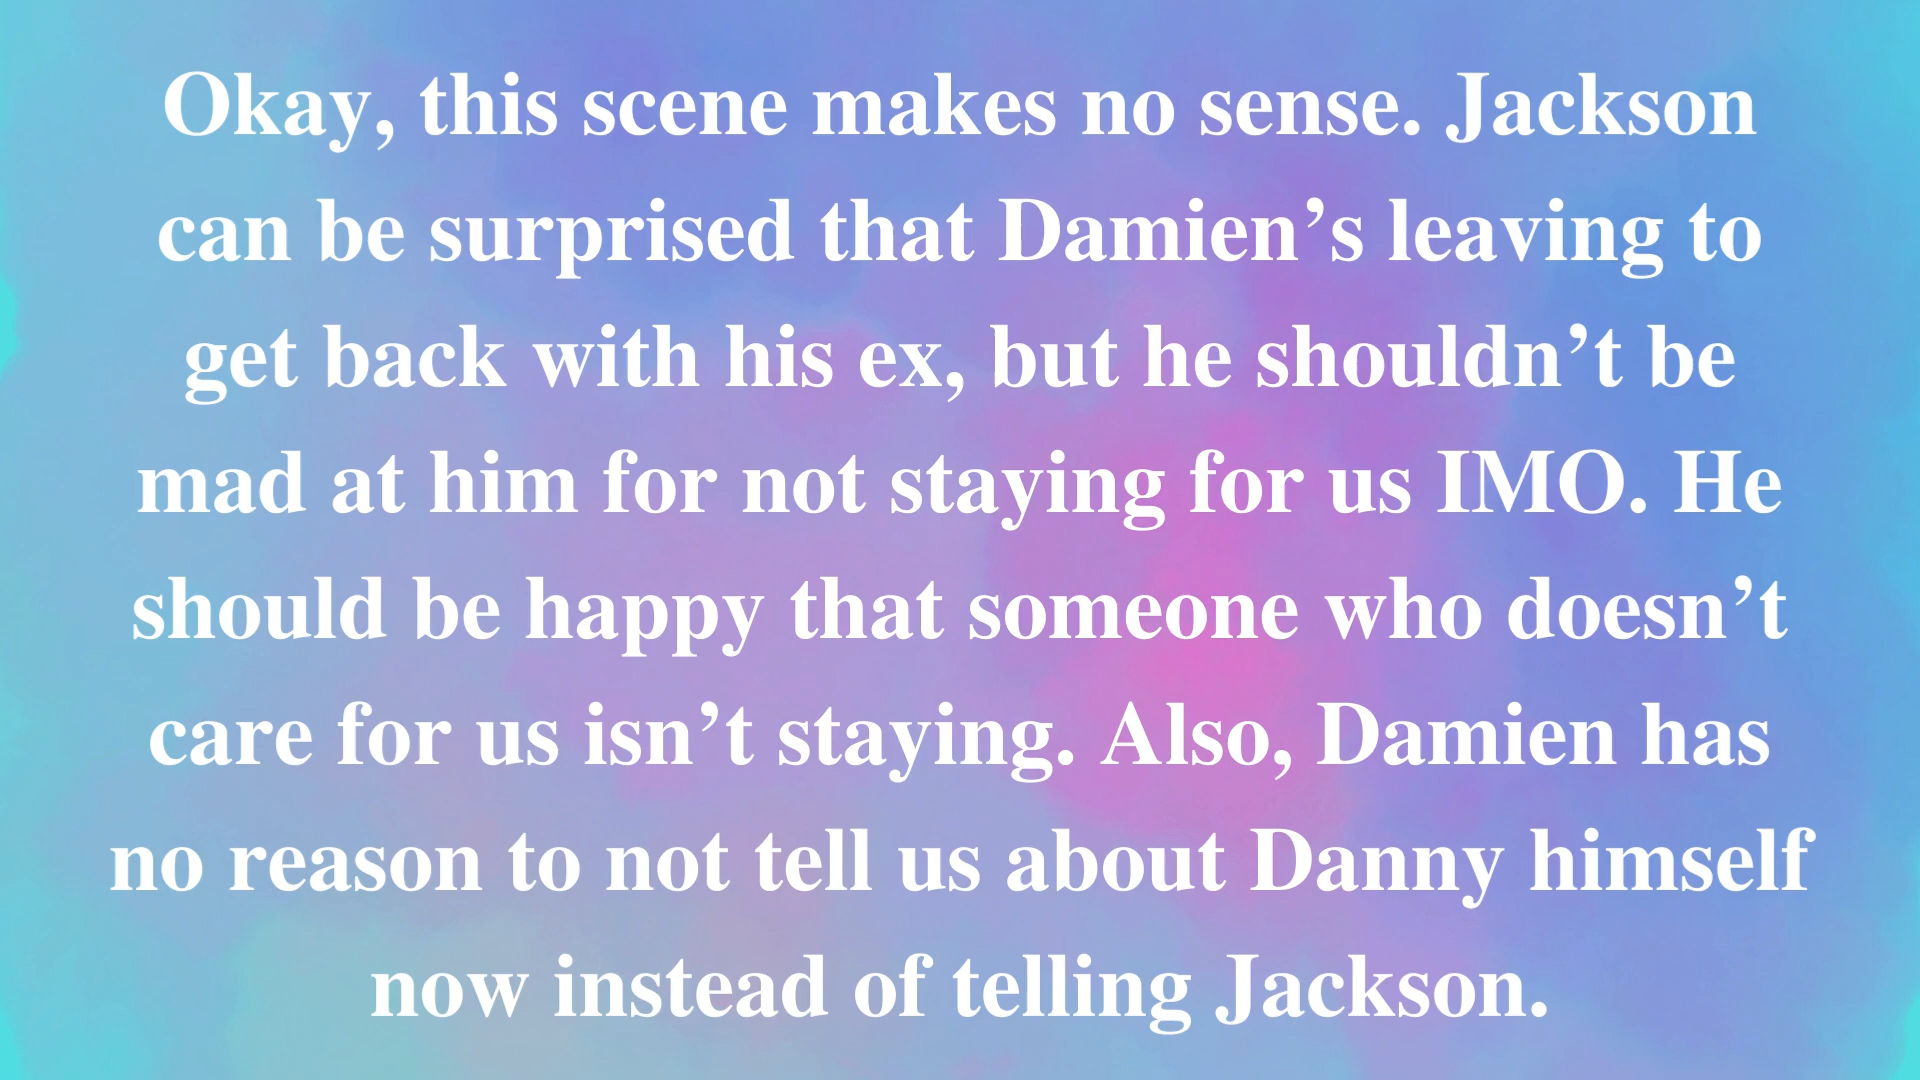 Okay, this scene makes no sense. Jackson
can be surprised that Damien’s leaving to
get back with his ex, but he shouldn’t be
mad at him for not staying for us IMO. He
should be happy that someone who doesn’t
care for us isn’t staying. Also, Damien has
no reason to not tell us about Danny himself
now instead of telling Jackson.